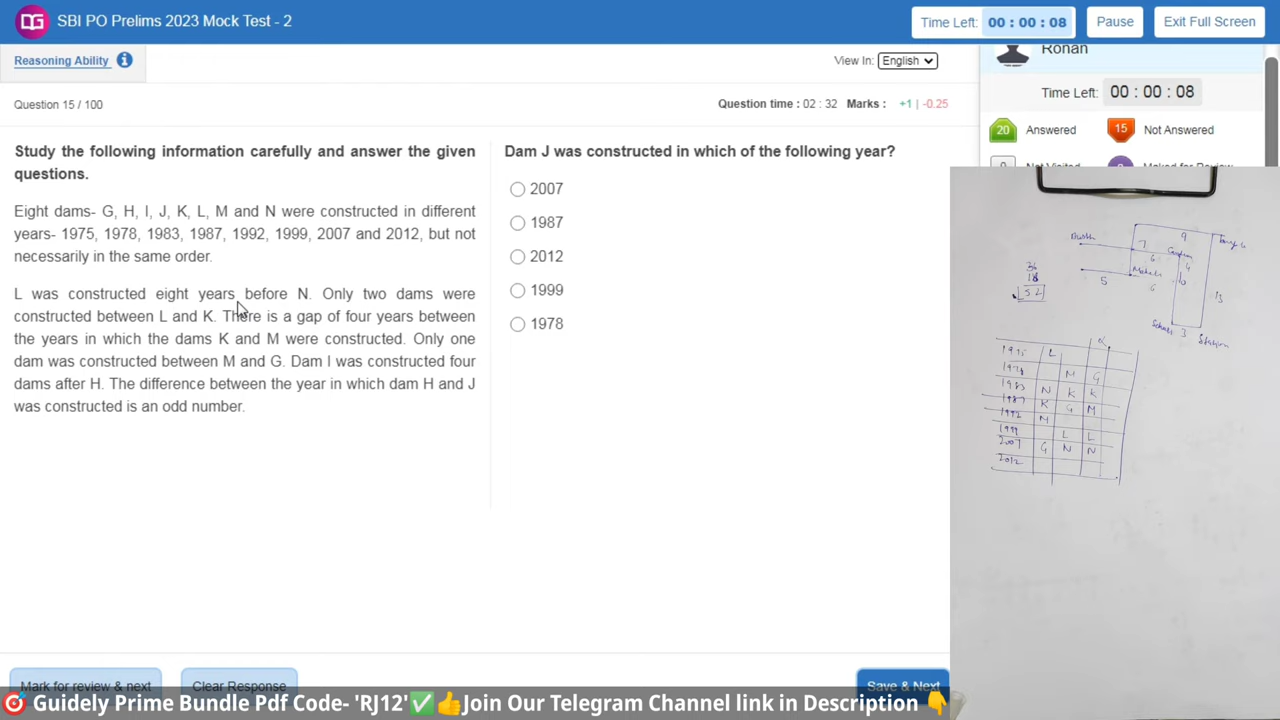 SBI PO Prelims 2023 Mock Test - 2
Time Left: 00 : 00 : 08
Pause
Exit Full Screen
Reasoning Ability
View In: English
Ronan
Time Left: 00 : 00 : 08
Question 15 / 100
Question time : 02 : 32 Marks : +1 | -0.25
20 Answered
15 Not Answered
Study the following information carefully and answer the given
questions.
Eight dams- G, H, I, J, K, L, M and N were constructed in different
years- 1975, 1978, 1983, 1987, 1992, 1999, 2007 and 2012, but not
necessarily in the same order.
L was constructed eight years before N. Only two dams were
constructed between L and K. There is a gap of four years between
the years in which the dams K and M were constructed. Only one
dam was constructed between M and G. Dam I was constructed four
dams after H. The difference between the year in which dam H and J
was constructed is an odd number.
Dam J was constructed in which of the following year?
2007
1987
2012
1999
1978
9
7
6
5
6
3
Station
1975 L
1978 M G
1983 N K K
1987 K G M
1992 M
1999 L L
2007 G N N
2012
Mark for review & next
Clear Response
Save & Next
Guidely Prime Bundle Pdf Code- 'RJ12'✅👍Join Our Telegram Channel link in Description 👇